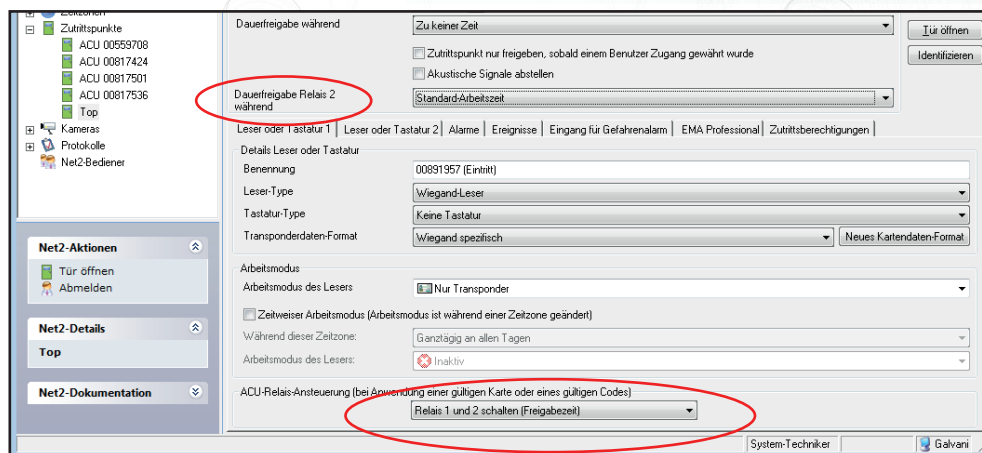 Zutrittspunkte
ACU 00559708
ACU 00817424
ACU 00817501
ACU 00817536
Top
Kameras
Protokolle
Net2-Bediener
Net2-Aktionen
Tür öffnen
Abmelden
Net2-Details
Top
Net2-Dokumentation
Dauerfreigabe während
Zu keiner Zeit
Tür öffnen
Zutrittspunkt nur freigeben, sobald einem Benutzer Zugang gewährt wurde
Identifizieren
Akustische Signale abstellen
Dauerfreigabe Relais 2
während
Standard-Arbeitszeit
Leser oder Tastatur 1 Leser oder Tastatur 2 Alarme Ereignisse Eingang für Gefahrenalarm EMA Professional Zutrittsberechtigungen
Details Leser oder Tastatur
Benennung 00891957 (Eintritt)
Leser-Type Wiegand-Leser
Tastatur-Type Keine Tastatur
Transponderdaten-Format Wiegand spezifisch Neues Kartendaten-Format
Arbeitsmodus
Arbeitsmodus des Lesers Nur Transponder
Zeitweiser Arbeitsmodus (Arbeitsmodus ist während einer Zeitzone geändert)
Während dieser Zeitzone: Ganztägig an allen Tagen
Arbeitsmodus des Lesers: Inaktiv
ACU-Relais-Ansteuerung (bei Anwendung einer gültigen Karte oder eines gültigen Codes)
Relais 1 und 2 schalten (Freigabezeit)
System-Techniker Galvani